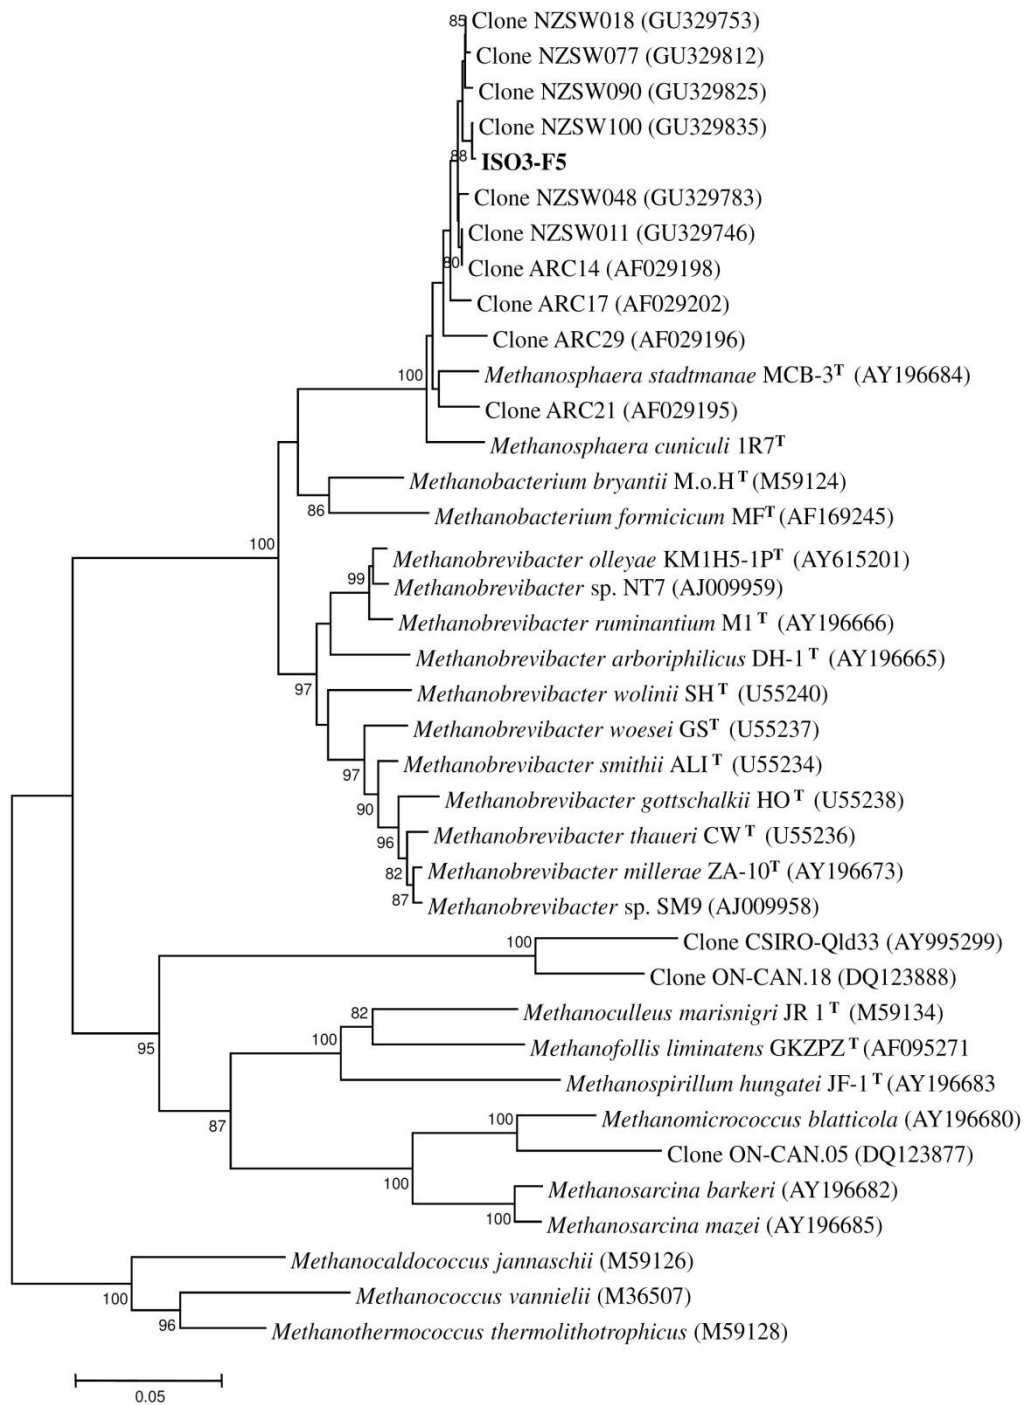 85 Clone NZSW018 (GU329753)
Clone NZSW077 (GU329812)
Clone NZSW090 (GU329825)
Clone NZSW100 (GU329835)
88 ISO3-F5
Clone NZSW048 (GU329783)
Clone NZSW011 (GU329746)
80 Clone ARC14 (AF029198)
Clone ARC17 (AF029202)
Clone ARC29 (AF029196)
100 Methanosphaera stadtmanae MCB-3ᵀ (AY196684)
Clone ARC21 (AF029195)
Methanosphaera cuniculi 1R7ᵀ
Methanobacterium bryantii M.o.Hᵀ (M59124)
86 Methanobacterium formicicum MFᵀ (AF169245)
100
Methanobrevibacter olleyae KM1H5-1Pᵀ (AY615201)
99 Methanobrevibacter sp. NT7 (AJ009959)
Methanobrevibacter ruminantium M1ᵀ (AY196666)
Methanobrevibacter arboriphilicus DH-1ᵀ (AY196665)
97 Methanobrevibacter wolinii SHᵀ (U55240)
Methanobrevibacter woesei GSᵀ (U55237)
97 Methanobrevibacter smithii ALIᵀ (U55234)
90 Methanobrevibacter gottschalkii HOᵀ (U55238)
96 Methanobrevibacter thaueri CWᵀ (U55236)
82 Methanobrevibacter millerae ZA-10ᵀ (AY196673)
87 Methanobrevibacter sp. SM9 (AJ009958)
100 Clone CSIRO-Qld33 (AY995299)
Clone ON-CAN.18 (DQ123888)
82 Methanoculleus marisnigri JR 1ᵀ (M59134)
95 100 Methanofollis liminatens GKZPZᵀ (AF095271
Methanospirillum hungatei JF-1ᵀ (AY196683
87 100 Methanomicrococcus blatticola (AY196680)
Clone ON-CAN.05 (DQ123877)
100 Methanosarcina barkeri (AY196682)
100 Methanosarcina mazei (AY196685)
Methanocaldococcus jannaschii (M59126)
100 Methanococcus vannielii (M36507)
96 Methanothermococcus thermolithotrophicus (M59128)
0.05